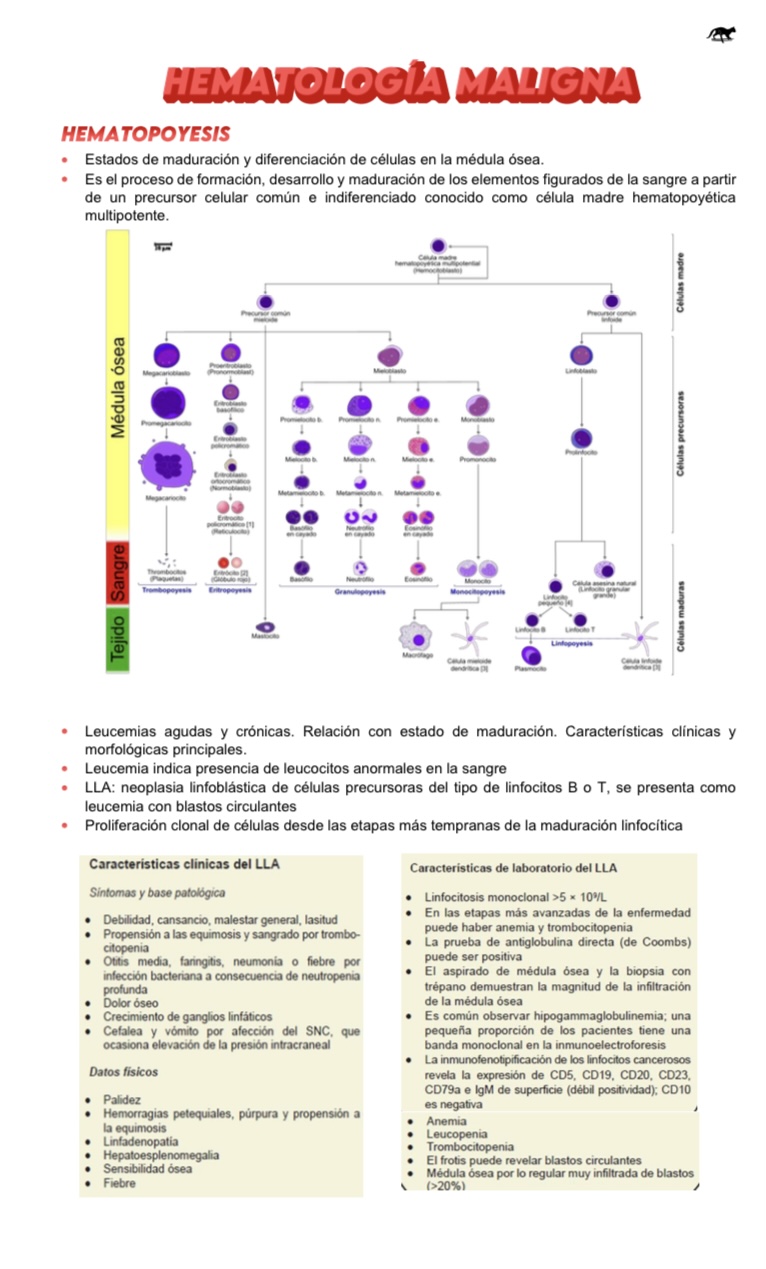 HEMATOLOGÍA MALIGNA
HEMATOPOYESIS
• Estados de maduración y diferenciación de células en la médula ósea.
• Es el proceso de formación, desarrollo y maduración de los elementos figurados de la sangre a partir
de un precursor celular común e indiferenciado conocido como célula madre hematopoyética
multipotente.
Médula ósea
Sangre
Tejido
Célula madre
hematopoyética multipotencial
(Hemocitoblasto)
Células madre
Precursor común
mieloide
Precursor común
linfoide
Megacarioblasto
Proeritroblasto
(Pronormoblast)
Mieloblasto
Linfoblasto
Células precursoras
Promegacariocito
Eritroblasto
basofílico
Promielocito b.
Promielocito n.
Promielocito e.
Monoblasto
Eritroblasto
policromático
Mielocito b.
Mielocito n.
Mielocito e.
Promonocito
Prolinfocito
Eritroblasto
ortocromático
(Normoblasto)
Megacariocito
Metamielocito b.
Metamielocito n.
Metamielocito e.
Eritrocito
policromático [1]
(Reticulocito)
Basófilo
en cayado
Neutrófilo
en cayado
Eosinófilo
en cayado
Trombocitos
(Plaquetas)
Eritrócito [2]
(Glóbulo rojo)
Basófilo
Neutrófilo
Eosinófilo
Monocito
Linfocito
pequeño [4]
Célula asesina natural
(Linfocito granular
grande)
Células maduras
Trombopoyesis
Eritropoyesis
Granulopoyesis
Monocitopoyesis
Mastocito
Macrófago
Célula mieloide
dendrítica [3]
Linfocito B
Linfocito T
Linfopoyesis
Plasmocito
Célula linfoide
dendrítica [3]
• Leucemias agudas y crónicas. Relación con estado de maduración. Características clínicas y
morfológicas principales.
• Leucemia indica presencia de leucocitos anormales en la sangre
• LLA: neoplasia linfoblástica de células precursoras del tipo de linfocitos B o T, se presenta como
leucemia con blastos circulantes
• Proliferación clonal de células desde las etapas más tempranas de la maduración linfocítica
Características clínicas del LLA
Síntomas y base patológica
• Debilidad, cansancio, malestar general, lasitud
• Propensión a las equimosis y sangrado por trombo-
citopenia
• Otitis media, faringitis, neumonía o fiebre por
infección bacteriana a consecuencia de neutropenia
profunda
• Dolor óseo
• Crecimiento de ganglios linfáticos
• Cefalea y vómito por afección del SNC, que
ocasiona elevación de la presión intracraneal
Datos físicos
• Palidez
• Hemorragias petequiales, púrpura y propensión a
la equimosis
• Linfadenopatía
• Hepatoesplenomegalia
• Sensibilidad ósea
• Fiebre
Características de laboratorio del LLA
• Linfocitosis monoclonal >5 × 10⁹/L
• En las etapas más avanzadas de la enfermedad
puede haber anemia y trombocitopenia
• La prueba de antiglobulina directa (de Coombs)
puede ser positiva
• El aspirado de médula ósea y la biopsia con
trépano demuestran la magnitud de la infiltración
de la médula ósea
• Es común observar hipogammaglobulinemia; una
pequeña proporción de los pacientes tiene una
banda monoclonal en la inmunoelectroforesis
• La inmunofenotipificación de los linfocitos cancerosos
revela la expresión de CD5, CD19, CD20, CD23,
CD79a e IgM de superficie (débil positividad); CD10
es negativa
• Anemia
• Leucopenia
• Trombocitopenia
• El frotis puede revelar blastos circulantes
• Médula ósea por lo regular muy infiltrada de blastos
(>20%)